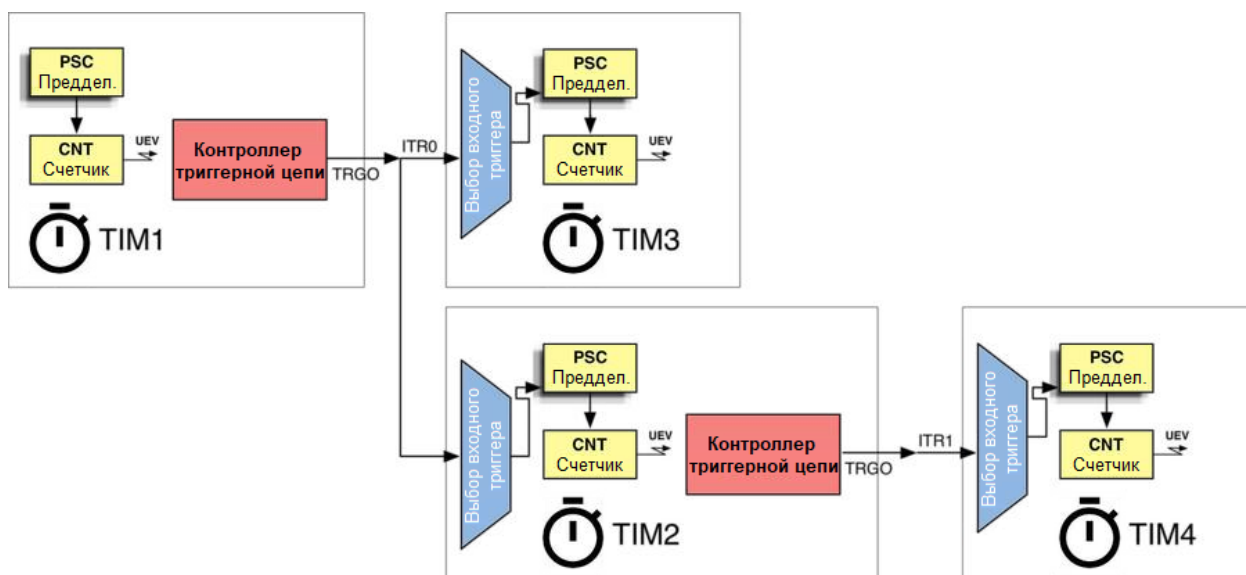 PSC
Преддел.
CNT
Счетчик
UEV
Контроллер
триггерной цепи
TRGO
TIM1
ITR0
Выбор входного
триггера
PSC
Преддел.
CNT
Счетчик
UEV
TIM3
Выбор входного
триггера
PSC
Преддел.
CNT
Счетчик
UEV
Контроллер
триггерной цепи
TRGO
TIM2
ITR1
Выбор входного
триггера
PSC
Преддел.
CNT
Счетчик
UEV
TIM4